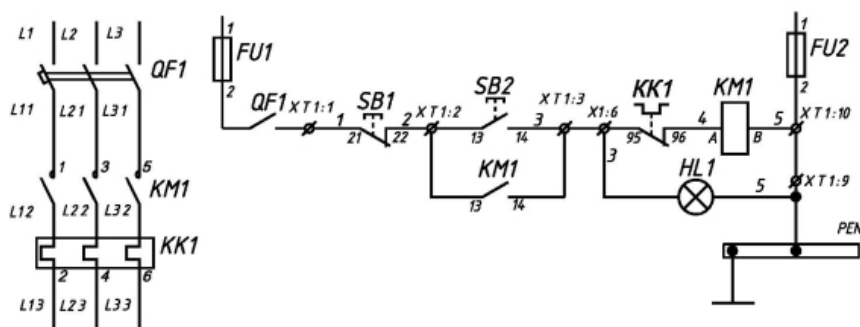 L1 L2 L3
QF1
L11 L21 L31
1 3 5
KM1
L12 L22 L32
KK1
2 4 6
L13 L23 L33
1
FU1
2
QF1
XT1:1
1
SB1
21 22
2
XT1:2
SB2
13 14
3
XT1:3
X1:6
KK1
95 96
4
KM1
A B
5
XT1:10
1
FU2
2
KM1
13 14
3
HL1
5
XT1:9
PEN